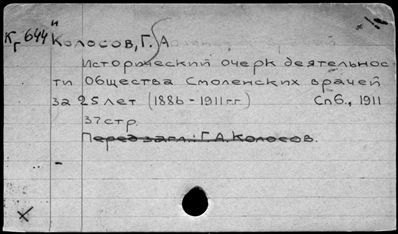 Кг 644 Колосов, Г. А
Исторический очерк деятельнос
ти Общества Смоленских врачей
за 25 лет (1886-1911 гг) Спб., 1911
37 стр.
Перед загл.: Г. А. Колосов.